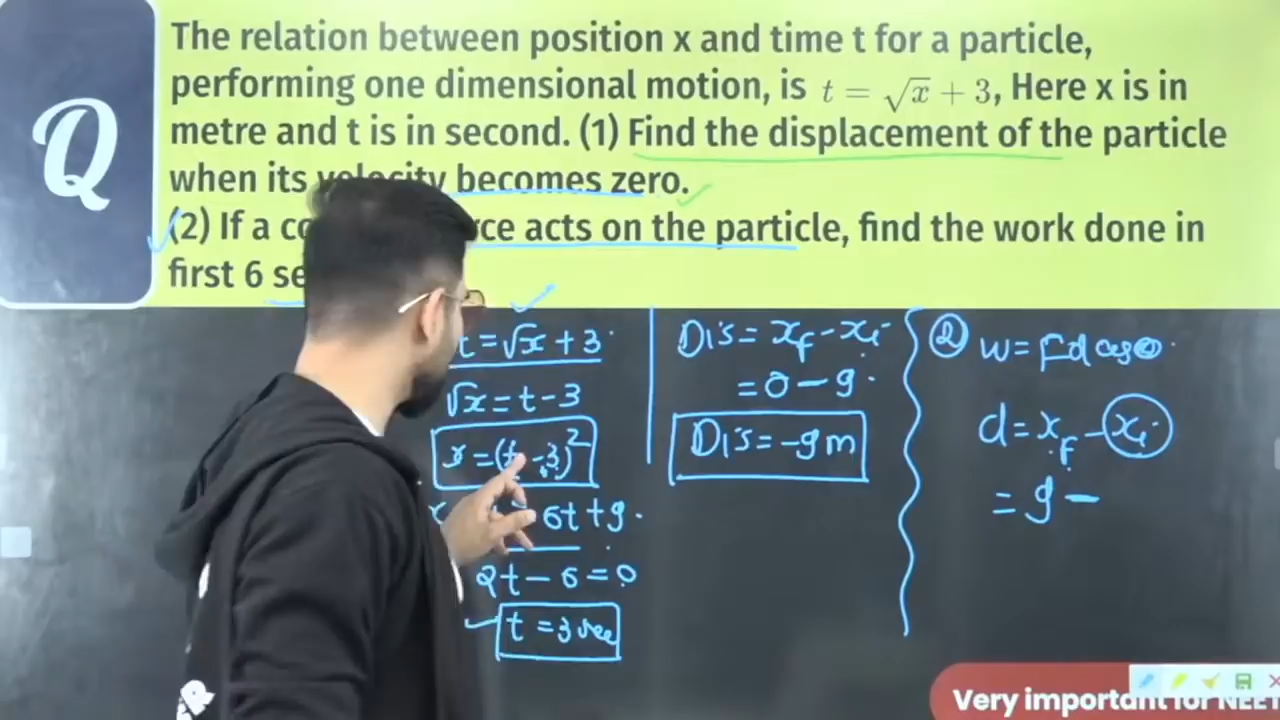 Q
The relation between position x and time t for a particle,
performing one dimensional motion, is t = √x + 3, Here x is in
metre and t is in second. (1) Find the displacement of the particle
when its velocity becomes zero.
(2) If a acts on the particle, find the work done in
first 6
t = √x + 3
√x = t - 3
x = (t - 3)²
6t + 9
2t - 6 = 0
t = 3 sec
Dis = xf - xi
= 0 - 9
Dis = -9 m
② W = Fd cosθ
d = xf - xi
= 9 -
Very important for NEET